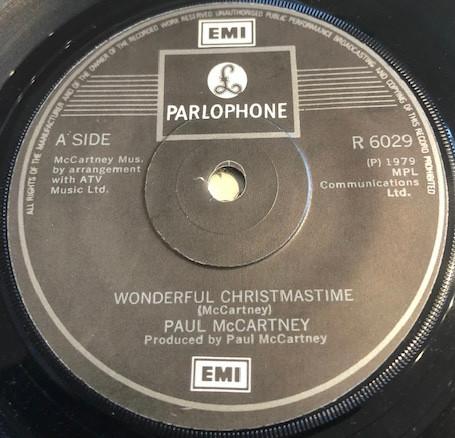 ALL RIGHTS OF THE MANUFACTURER AND OF THE OWNER OF THE RECORDED WORK RESERVED UNAUTHORISED PUBLIC PERFORMANCE BROADCASTING AND COPYING OF THIS RECORD PROHIBITED
EMI
£
PARLOPHONE
A SIDE
R 6029
McCartney Mus.
by arrangement
with ATV
Music Ltd.
(P) 1979
MPL
Communications
Ltd.
WONDERFUL CHRISTMASTIME
(McCartney)
PAUL McCARTNEY
Produced by Paul McCartney
EMI